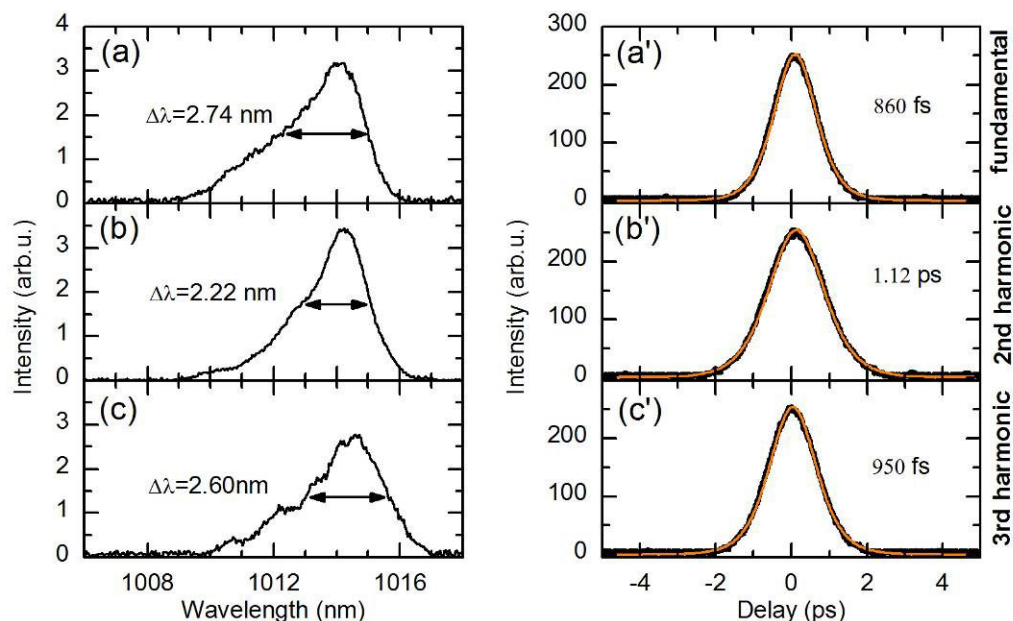 (a)
Δλ=2.74 nm
4
3
2
1
0
(b)
Δλ=2.22 nm
3
2
1
0
(c)
Δλ=2.60nm
3
2
1
0
Intensity (arb.u.)
1008 1012 1016
Wavelength (nm)
(a')
860 fs
300
200
100
0
(b')
1.12 ps
200
100
0
(c')
950 fs
200
100
0
Intensity (arb.u.)
-4 -2 0 2 4
Delay (ps)
fundamental
2nd harmonic
3rd harmonic